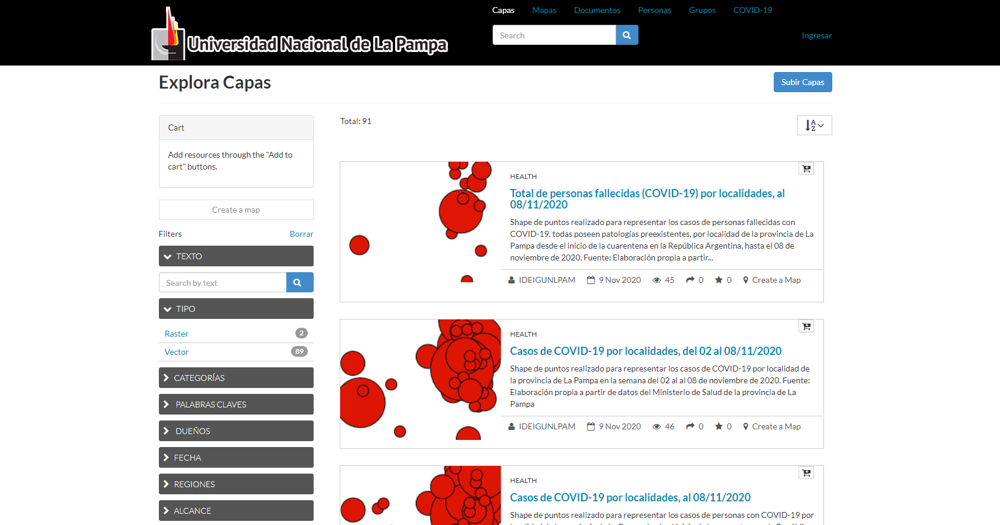 Capas Mapas Documentos Personas Grupos COVID-19
Universidad Nacional de La Pampa
Search
Ingresar
Explora Capas
Subir Capas
Cart
Add resources through the "Add to
cart" buttons.
Create a map
Filters Borrar
TEXTO
Search by text
TIPO
Raster 2
Vector 89
CATEGORÍAS
PALABRAS CLAVES
DUEÑOS
FECHA
REGIONES
ALCANCE
Total: 91
A
Z
HEALTH
Total de personas fallecidas (COVID-19) por localidades, al
08/11/2020
Shape de puntos realizado para representar los casos de personas fallecidas con
COVID-19, todas poseen patologías preexistentes, por localidad de la provincia de La
Pampa desde el inicio de la cuarentena en la República Argentina, hasta el 08 de
noviembre de 2020. Fuente: Elaboración propia a partir...
IDEIGUNLPAM 9 Nov 2020 45 0 0 Create a Map
HEALTH
Casos de COVID-19 por localidades, del 02 al 08/11/2020
Shape de puntos realizado para representar los casos de COVID-19 por localidad de
la provincia de La Pampa en la semana del 02 al al 08 de noviembre de 2020. Fuente:
Elaboración propia a partir de datos del Ministerio de Salud de la provincia de La
Pampa
IDEIGUNLPAM 9 Nov 2020 46 0 0 Create a Map
HEALTH
Casos de COVID-19 por localidades, al 08/11/2020
Shape de puntos realizado para representar los casos de personas con COVID-19 por